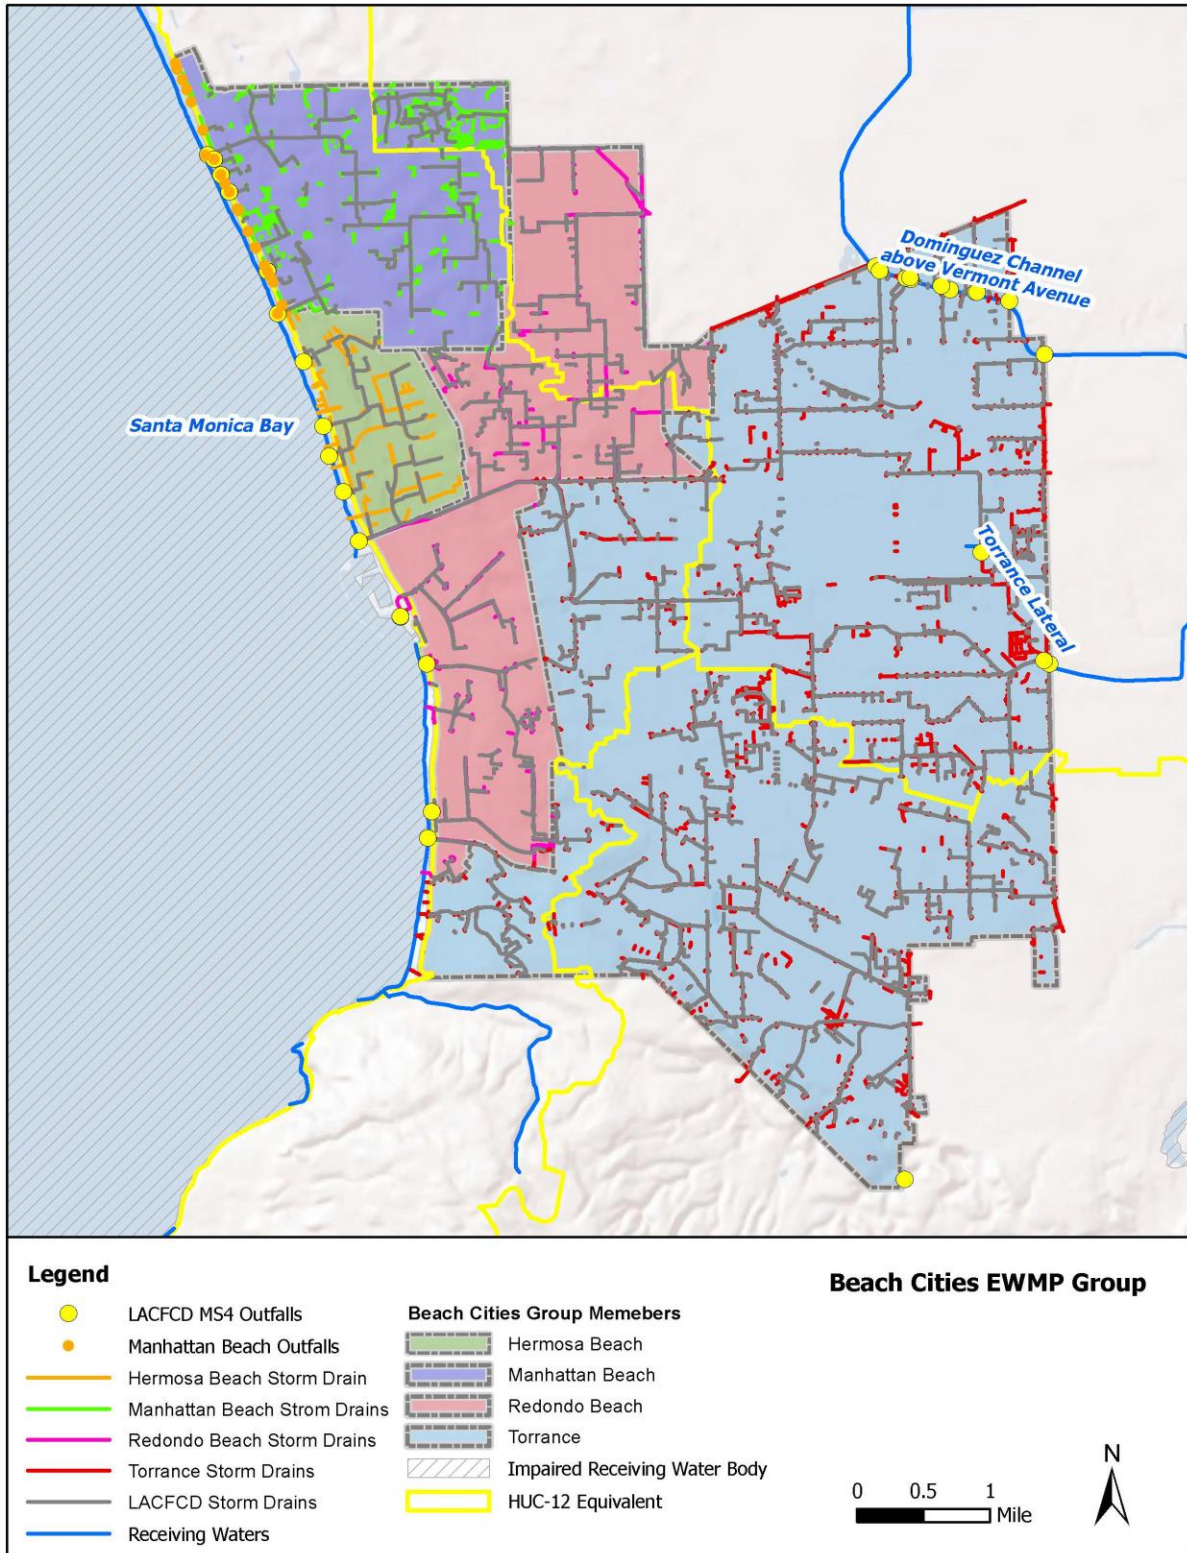 Dominguez Channel
above Vermont Avenue
Santa Monica Bay
Torrance Lateral
Legend
LACFCD MS4 Outfalls
Manhattan Beach Outfalls
Hermosa Beach Storm Drain
Manhattan Beach Strom Drains
Redondo Beach Storm Drains
Torrance Storm Drains
LACFCD Storm Drains
Receiving Waters
Beach Cities Group Memebers
Hermosa Beach
Manhattan Beach
Redondo Beach
Torrance
Impaired Receiving Water Body
HUC-12 Equivalent
Beach Cities EWMP Group
N
0 0.5 1
Mile